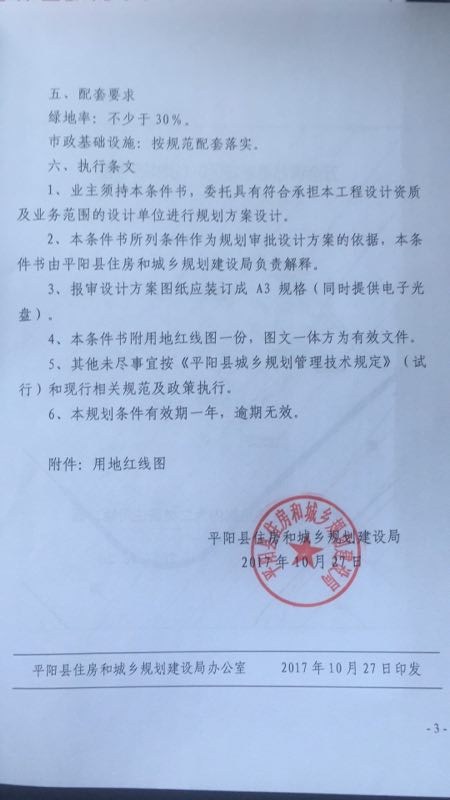 五、配套要求
绿地率：不少于30%。
市政基础设施：按规范配套落实。
六、执行条文
1、业主须持本条件书，委托具有符合承担本工程设计资质
及业务范围的设计单位进行规划方案设计。
2、本条件书所列条件作为规划审批设计方案的依据，本条
件书由平阳县住房和城乡规划建设局负责解释。
3、报审设计方案图纸应装订成 A3 规格（同时提供电子光
盘）。
4、本条件书附用地红线图一份，图文一体方为有效文件。
5、其他未尽事宜按《平阳县城乡规划管理技术规定》（试
行）和现行相关规范及政策执行。
6、本规划条件有效期一年，逾期无效。
附件：用地红线图
平阳县住房和城乡规划建设局
平阳县住房和城乡规划建设局
2017年10月27日
平阳县住房和城乡规划建设局办公室 2017年10月27日印发
-3-